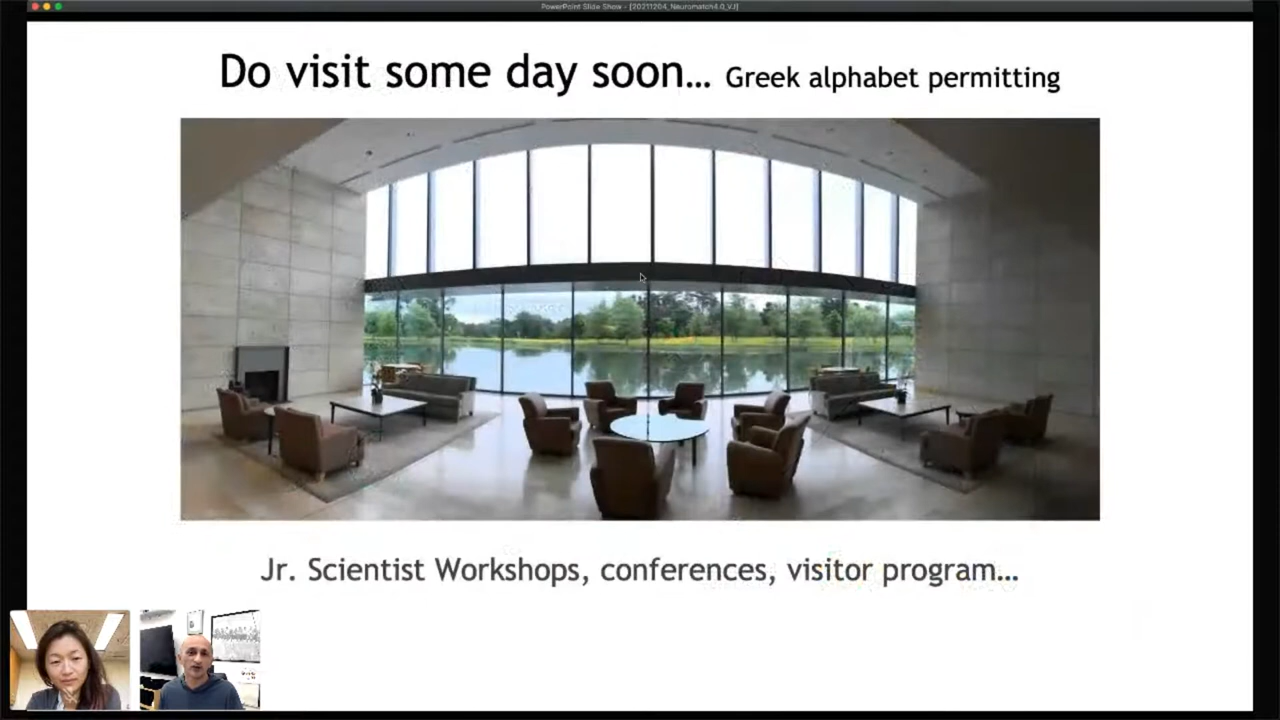 PowerPoint Slide Show - [20211204_Neuromatch4.0_VJ]
Do visit some day soon… Greek alphabet permitting
Jr. Scientist Workshops, conferences, visitor program…